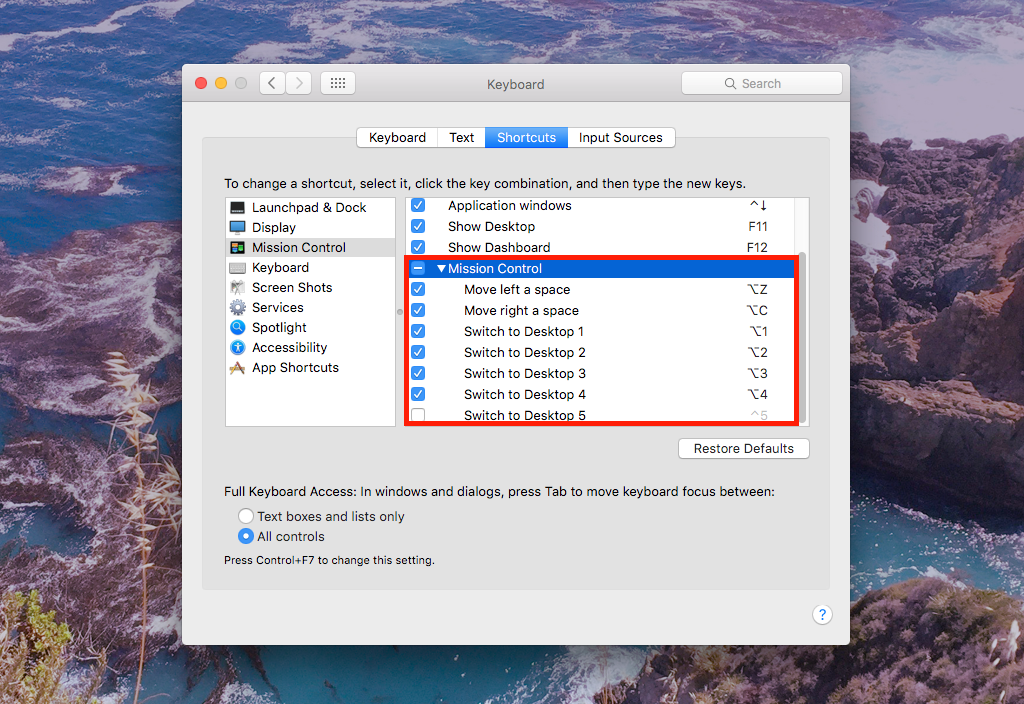 Keyboard
Search
Keyboard Text Shortcuts Input Sources
To change a shortcut, select it, click the key combination, and then type the new keys.
Launchpad & Dock
Display
Mission Control
Keyboard
Screen Shots
Services
Spotlight
Accessibility
App Shortcuts
Application windows ^↓
Show Desktop F11
Show Dashboard F12
Mission Control
Move left a space ⌥Z
Move right a space ⌥C
Switch to Desktop 1 ⌥1
Switch to Desktop 2 ⌥2
Switch to Desktop 3 ⌥3
Switch to Desktop 4 ⌥4
Switch to Desktop 5 ^5
Restore Defaults
Full Keyboard Access: In windows and dialogs, press Tab to move keyboard focus between:
Text boxes and lists only
All controls
Press Control+F7 to change this setting.
?